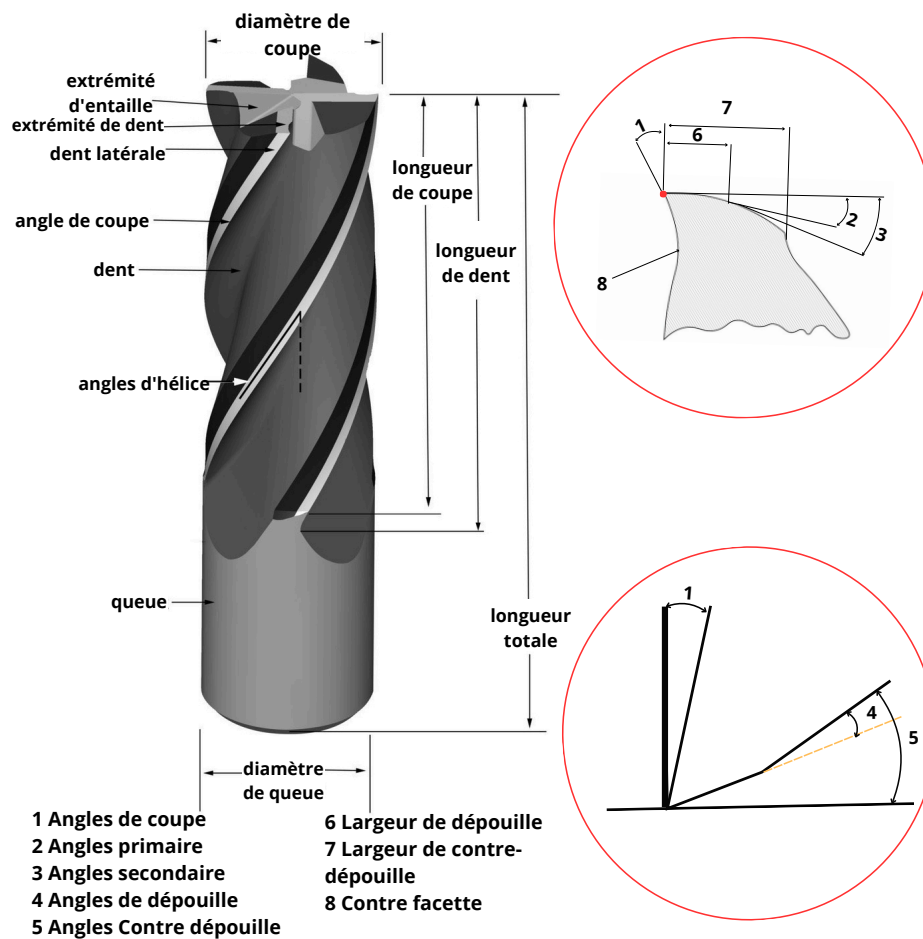 diamètre de
coupe
extrémité
d'entaille
extrémité de dent
dent latérale
angle de coupe
dent
angles d'hélice
queue
longueur
de coupe
longueur
de dent
longueur
totale
diamètre
de queue
1
7
6
2
3
8
1
4
5
1 Angles de coupe
2 Angles primaire
3 Angles secondaire
4 Angles de dépouille
5 Angles Contre dépouille
6 Largeur de dépouille
7 Largeur de contre-
dépouille
8 Contre facette